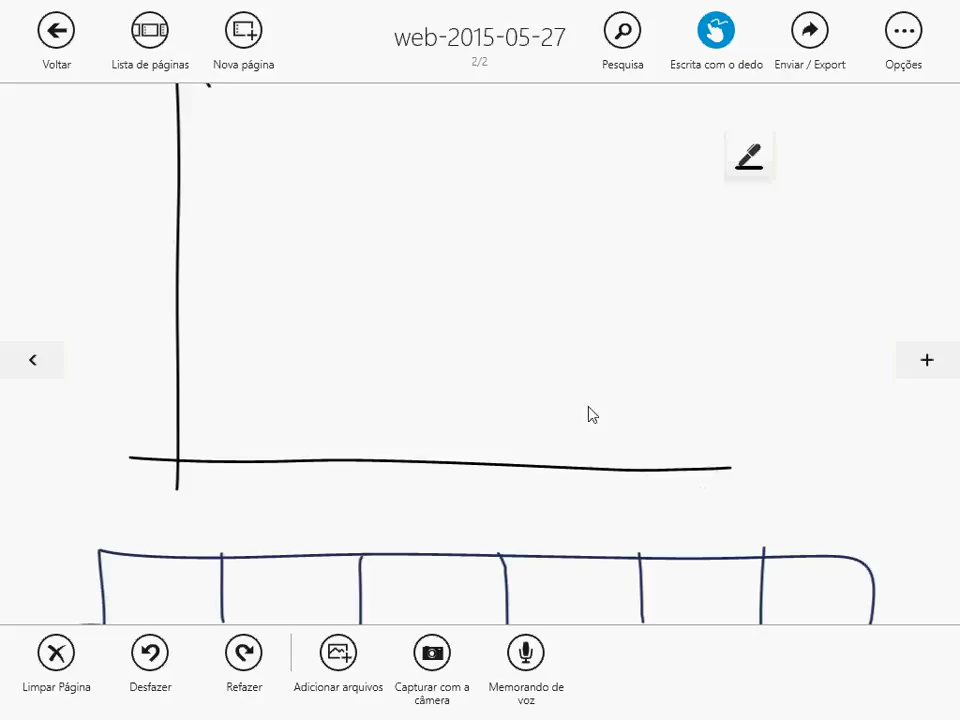 Voltar
Lista de páginas
Nova página
web-2015-05-27
2/2
Pesquisa
Escrita com o dedo
Enviar / Export
Opções
Limpar Página
Desfazer
Refazer
Adicionar arquivos
Capturar com a
câmera
Memorando de
voz